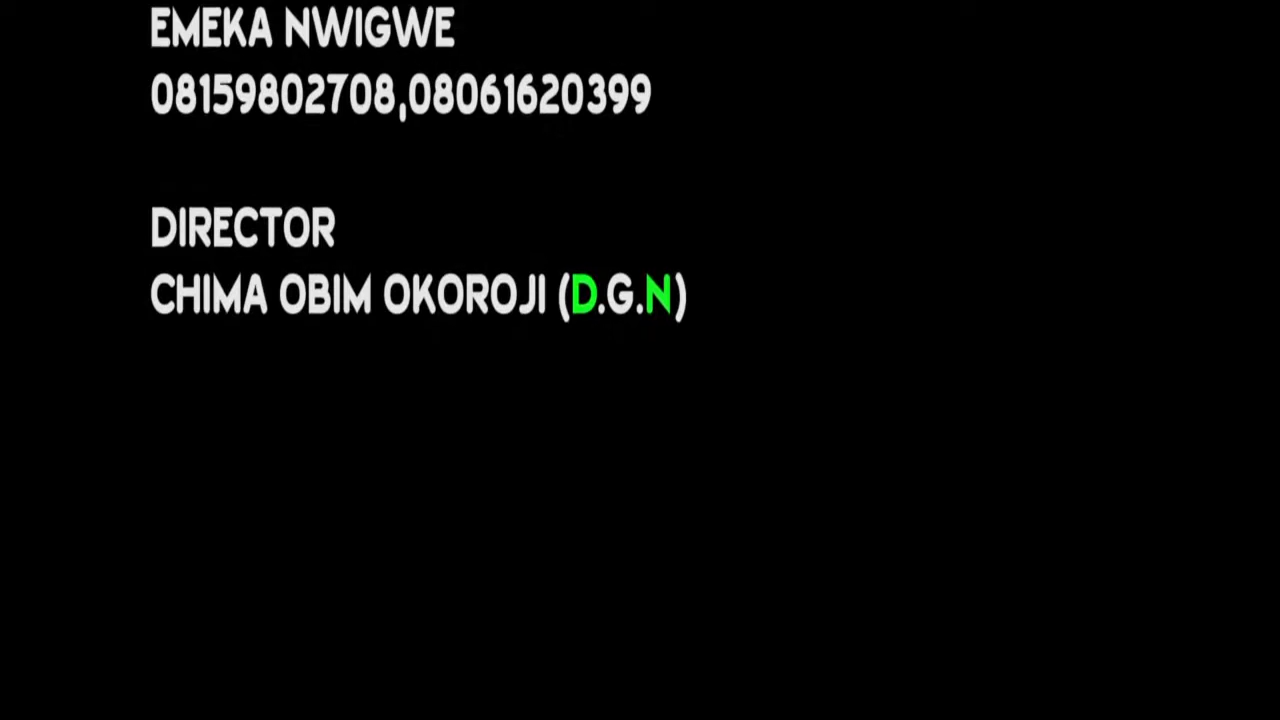 EMEKA NWIGWE
08159802708,08061620399
DIRECTOR
CHIMA OBIM OKOROJI (D.G.N)